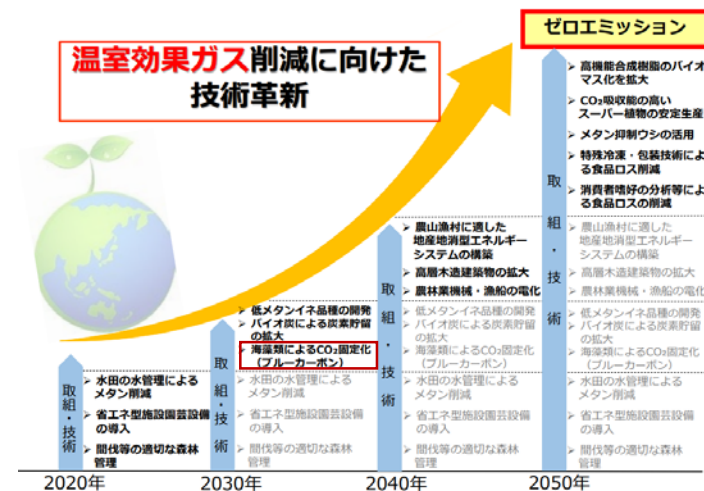 ゼロエミッション
温室効果ガス削減に向けた
技術革新
➢ 高機能合成樹脂のバイオ
マス化を拡大
➢ CO₂吸収能の高い
スーパー植物の安定生産
➢ メタン抑制ウシの活用
➢ 特殊冷凍・包装技術によ
る食品ロス削減
➢ 消費者嗜好の分析等によ
る食品ロスの削減
➢ 農山漁村に適した
地産地消型エネルギー
システムの構築
➢ 高層木造建築物の拡大
➢ 農林業機械・漁船の電化
➢ 低メタンイネ品種の開発
➢ バイオ炭による炭素貯留
の拡大
➢ 海藻類によるCO₂固定化
(ブルーカーボン)
➢ 水田の水管理による
メタン削減
➢ 省エネ型施設園芸設備
の導入
➢ 間伐等の適切な森林
管理
取組・技術
2050年
➢ 農山漁村に適した
地産地消型エネルギー
システムの構築
➢ 高層木造建築物の拡大
➢ 農林業機械・漁船の電化
➢ 低メタンイネ品種の開発
➢ バイオ炭による炭素貯留
の拡大
➢ 海藻類によるCO₂固定化
(ブルーカーボン)
➢ 水田の水管理による
メタン削減
➢ 省エネ型施設園芸設備
の導入
➢ 間伐等の適切な森林
管理
取組・技術
2040年
➢ 低メタンイネ品種の開発
➢ バイオ炭による炭素貯留
の拡大
➢ 海藻類によるCO₂固定化
(ブルーカーボン)
➢ 水田の水管理による
メタン削減
➢ 省エネ型施設園芸設備
の導入
➢ 間伐等の適切な森林
管理
取組・技術
2030年
➢ 水田の水管理による
メタン削減
➢ 省エネ型施設園芸設備
の導入
➢ 間伐等の適切な森林
管理
取組・技術
2020年